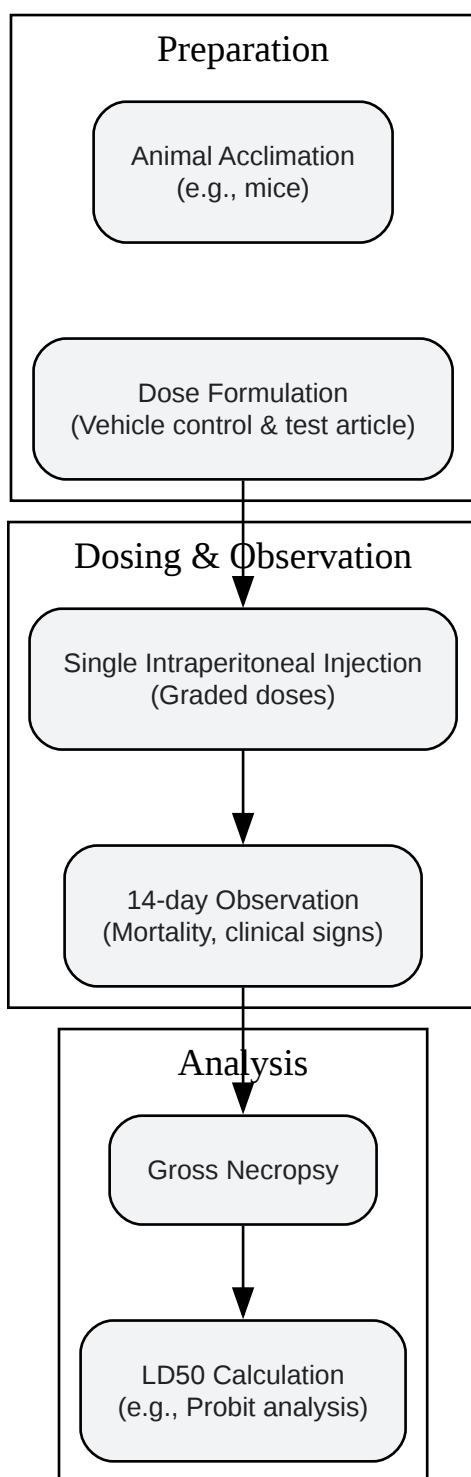 Preparation
Animal Acclimation
(e.g., mice)
Dose Formulation
(Vehicle control & test article)
Dosing & Observation
Single Intraperitoneal Injection
(Graded doses)
14-day Observation
(Mortality, clinical signs)
Analysis
Gross Necropsy
LD50 Calculation
(e.g., Probit analysis)